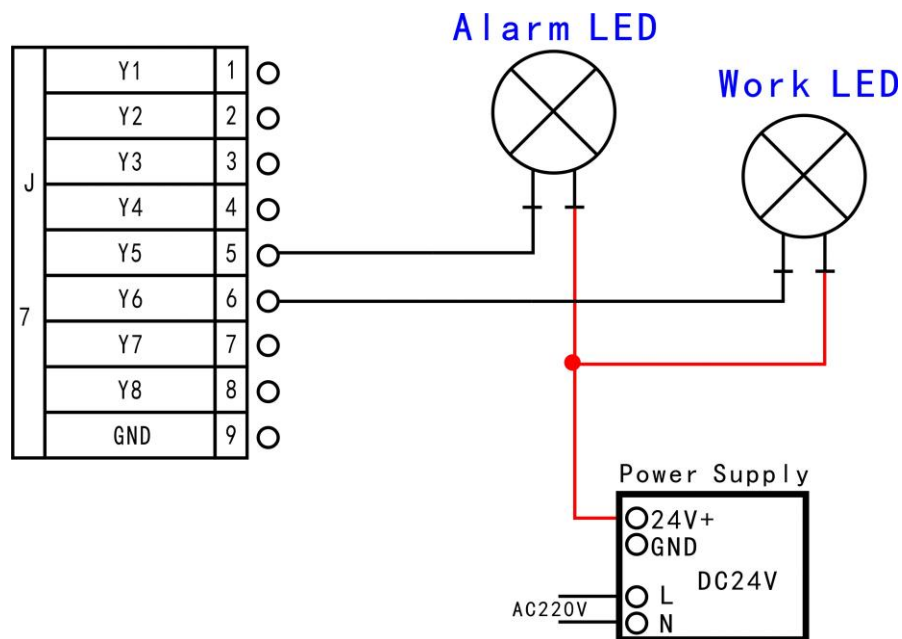 Alarm LED
Work LED
J7
Y1 1
Y2 2
Y3 3
Y4 4
Y5 5
Y6 6
Y7 7
Y8 8
GND 9
Power Supply
24V+
GND
DC24V
AC220V
L
N